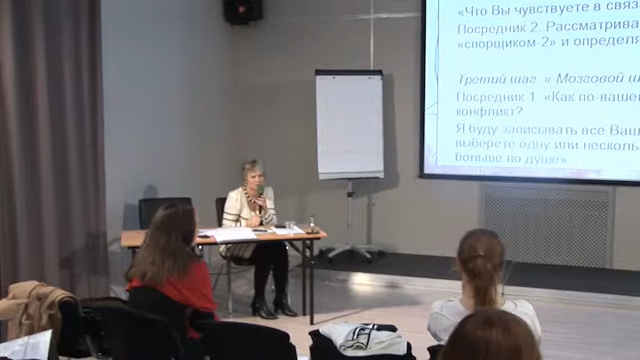 «Что Вы чувствуете в связ
Посредник 2. Рассматрива
«спорщиком-2» и определя
Третий шаг « Мозговой ш
Посредник 1 «Как по-вашем
конфликт?
Я буду записывать все Ваш
выберете одну или несколь
больше по душе»